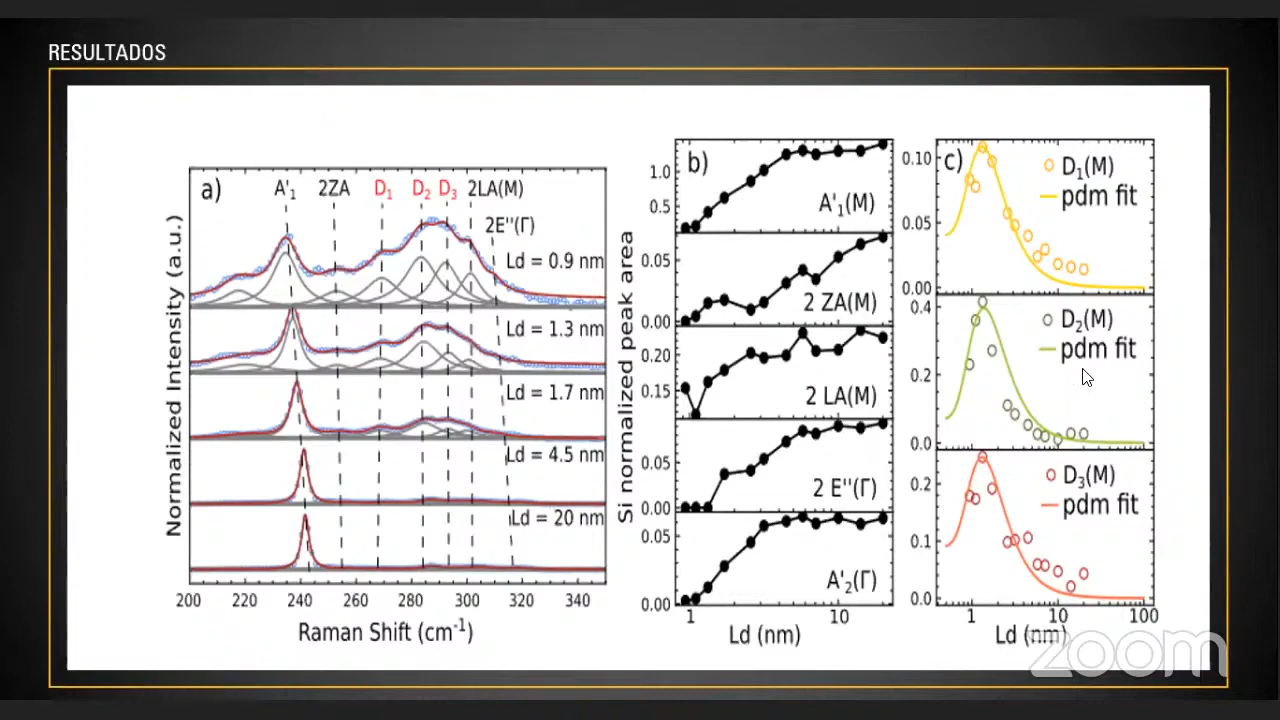 RESULTADOS
a)
A'₁ 2ZA D₁ D₂ D₃ 2LA(M)
2E''(Γ)
Ld = 0.9 nm
Ld = 1.3 nm
Ld = 1.7 nm
Ld = 4.5 nm
Ld = 20 nm
Normalized Intensity (a.u.)
200 220 240 260 280 300 320 340
Raman Shift (cm⁻¹)
b)
Si normalized peak area
1.0
0.5
A'₁(M)
0.05
0.00
2 ZA(M)
0.20
0.15
2 LA(M)
0.05
0.00
2 E''(Γ)
0.05
0.00
A'₂(Γ)
1 10
Ld (nm)
c)
0.10
0.05
0.00
D₁(M)
pdm fit
0.4
0.2
0.0
D₂(M)
pdm fit
0.2
0.1
0.0
D₃(M)
pdm fit
1 10 100
Ld (nm)
zoom